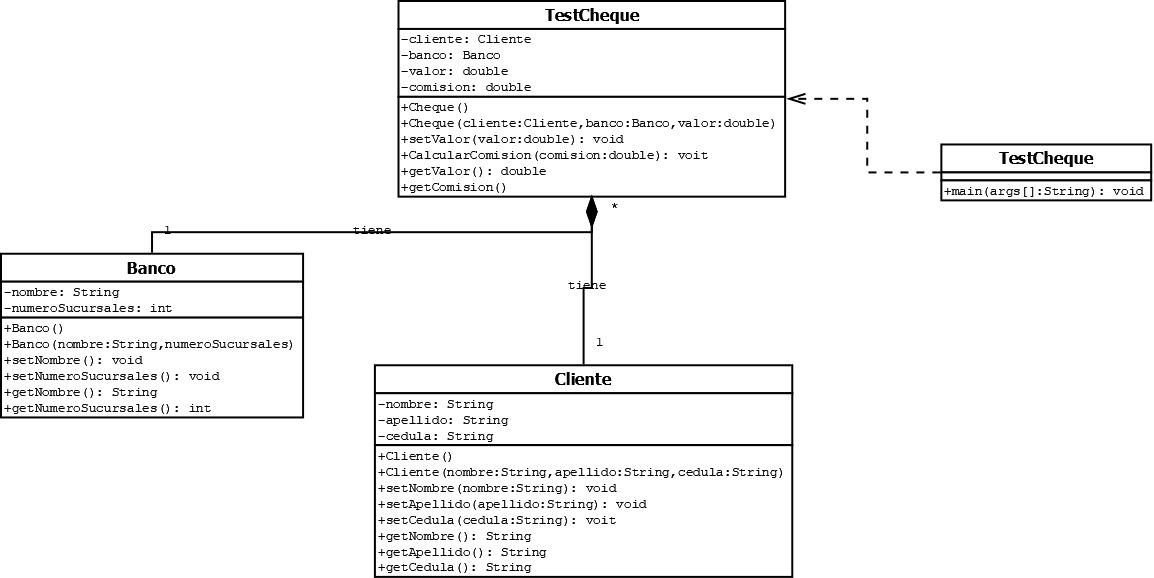 TestCheque
-cliente: Cliente
-banco: Banco
-valor: double
-comision: double
+Cheque()
+Cheque(cliente:Cliente,banco:Banco,valor:double)
+setValor(valor:double): void
+CalcularComision(comision:double): voit
+getValor(): double
+getComision()
TestCheque
+main(args[]:String): void
*
1
tiene
Banco
-nombre: String
-numeroSucursales: int
+Banco()
+Banco(nombre:String,numeroSucursales)
+setNombre(): void
+setNumeroSucursales(): void
+getNombre(): String
+getNumeroSucursales(): int
tiene
1
Cliente
-nombre: String
-apellido: String
-cedula: String
+Cliente()
+Cliente(nombre:String,apellido:String,cedula:String)
+setNombre(nombre:String): void
+setApellido(apellido:String): void
+setCedula(cedula:String): voit
+getNombre(): String
+getApellido(): String
+getCedula(): String